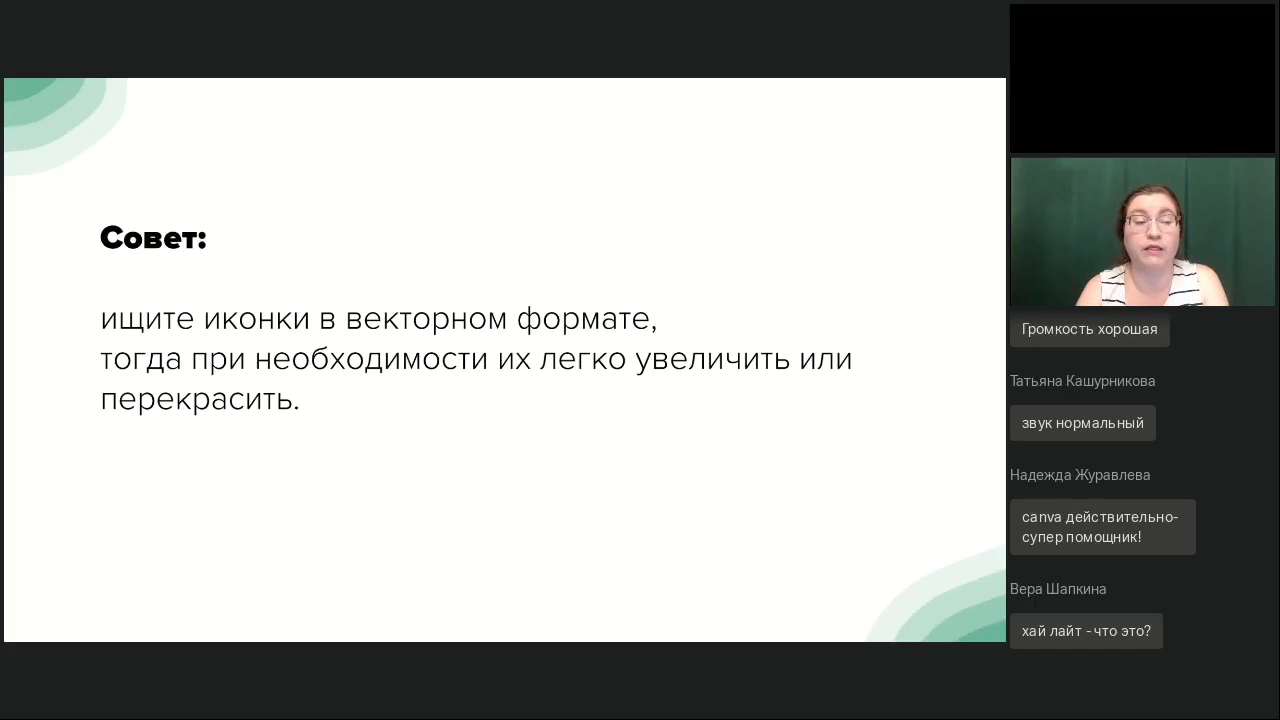 Совет:
ищите иконки в векторном формате,
тогда при необходимости их легко увеличить или
перекрасить.
Громкость хорошая
Татьяна Кашурникова
звук нормальный
Надежда Журавлева
canva действительно-
супер помощник!
Вера Шапкина
хай лайт - что это?